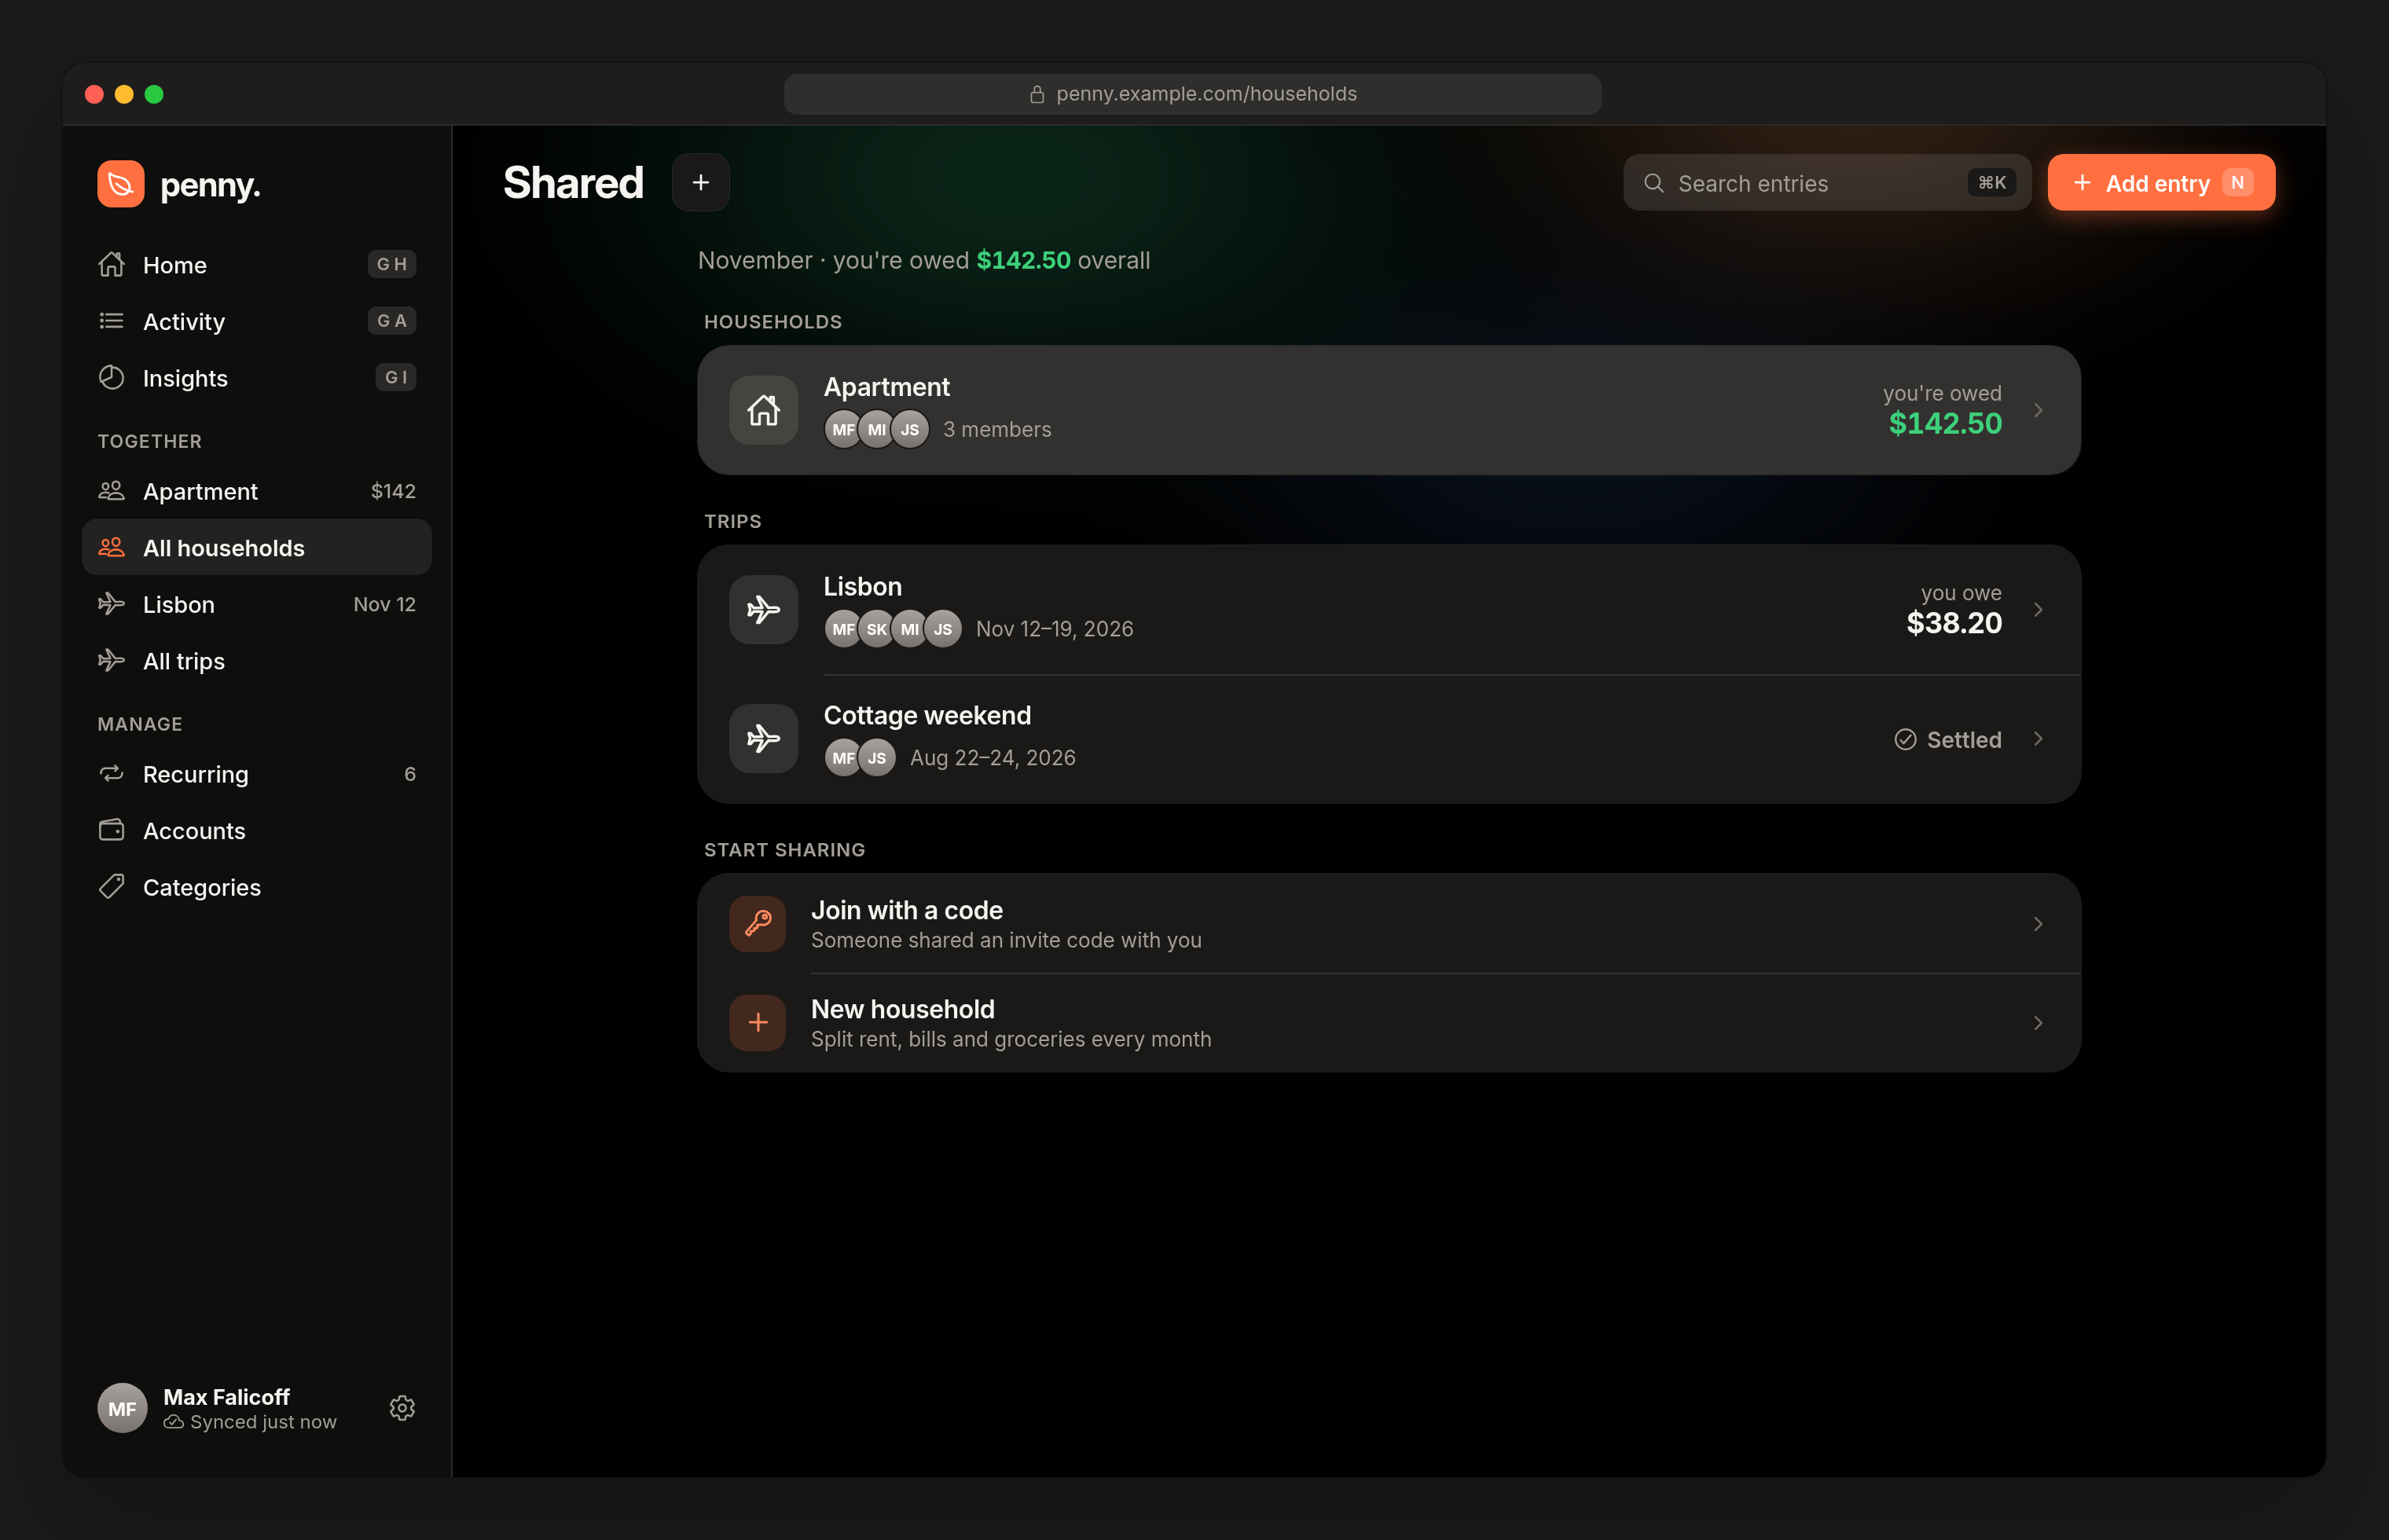 penny.example.com/households
penny.
Home G H
Activity G A
Insights G I
TOGETHER
Apartment $142
All households
Lisbon Nov 12
All trips
MANAGE
Recurring 6
Accounts
Categories
MF
Max Falicoff
Synced just now
Shared
Search entries ⌘K
Add entry N
November · you're owed $142.50 overall
HOUSEHOLDS
Apartment
MF MI JS 3 members
you're owed
$142.50
TRIPS
Lisbon
MF SK MI JS Nov 12–19, 2026
you owe
$38.20
Cottage weekend
MF JS Aug 22–24, 2026
Settled
START SHARING
Join with a code
Someone shared an invite code with you
New household
Split rent, bills and groceries every month